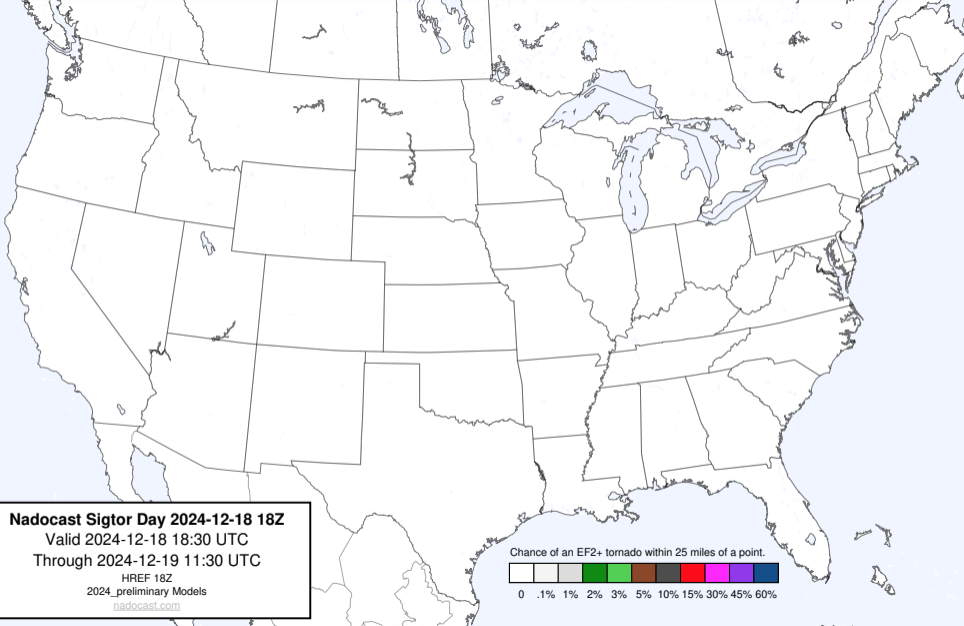 Nadocast Sigtor Day 2024-12-18 18Z
Valid 2024-12-18 18:30 UTC
Through 2024-12-19 11:30 UTC
HREF 18Z
2024_preliminary Models
nadocast.com
Chance of an EF2+ tornado within 25 miles of a point.
0 .1% 1% 2% 3% 5% 10% 15% 30% 45% 60%